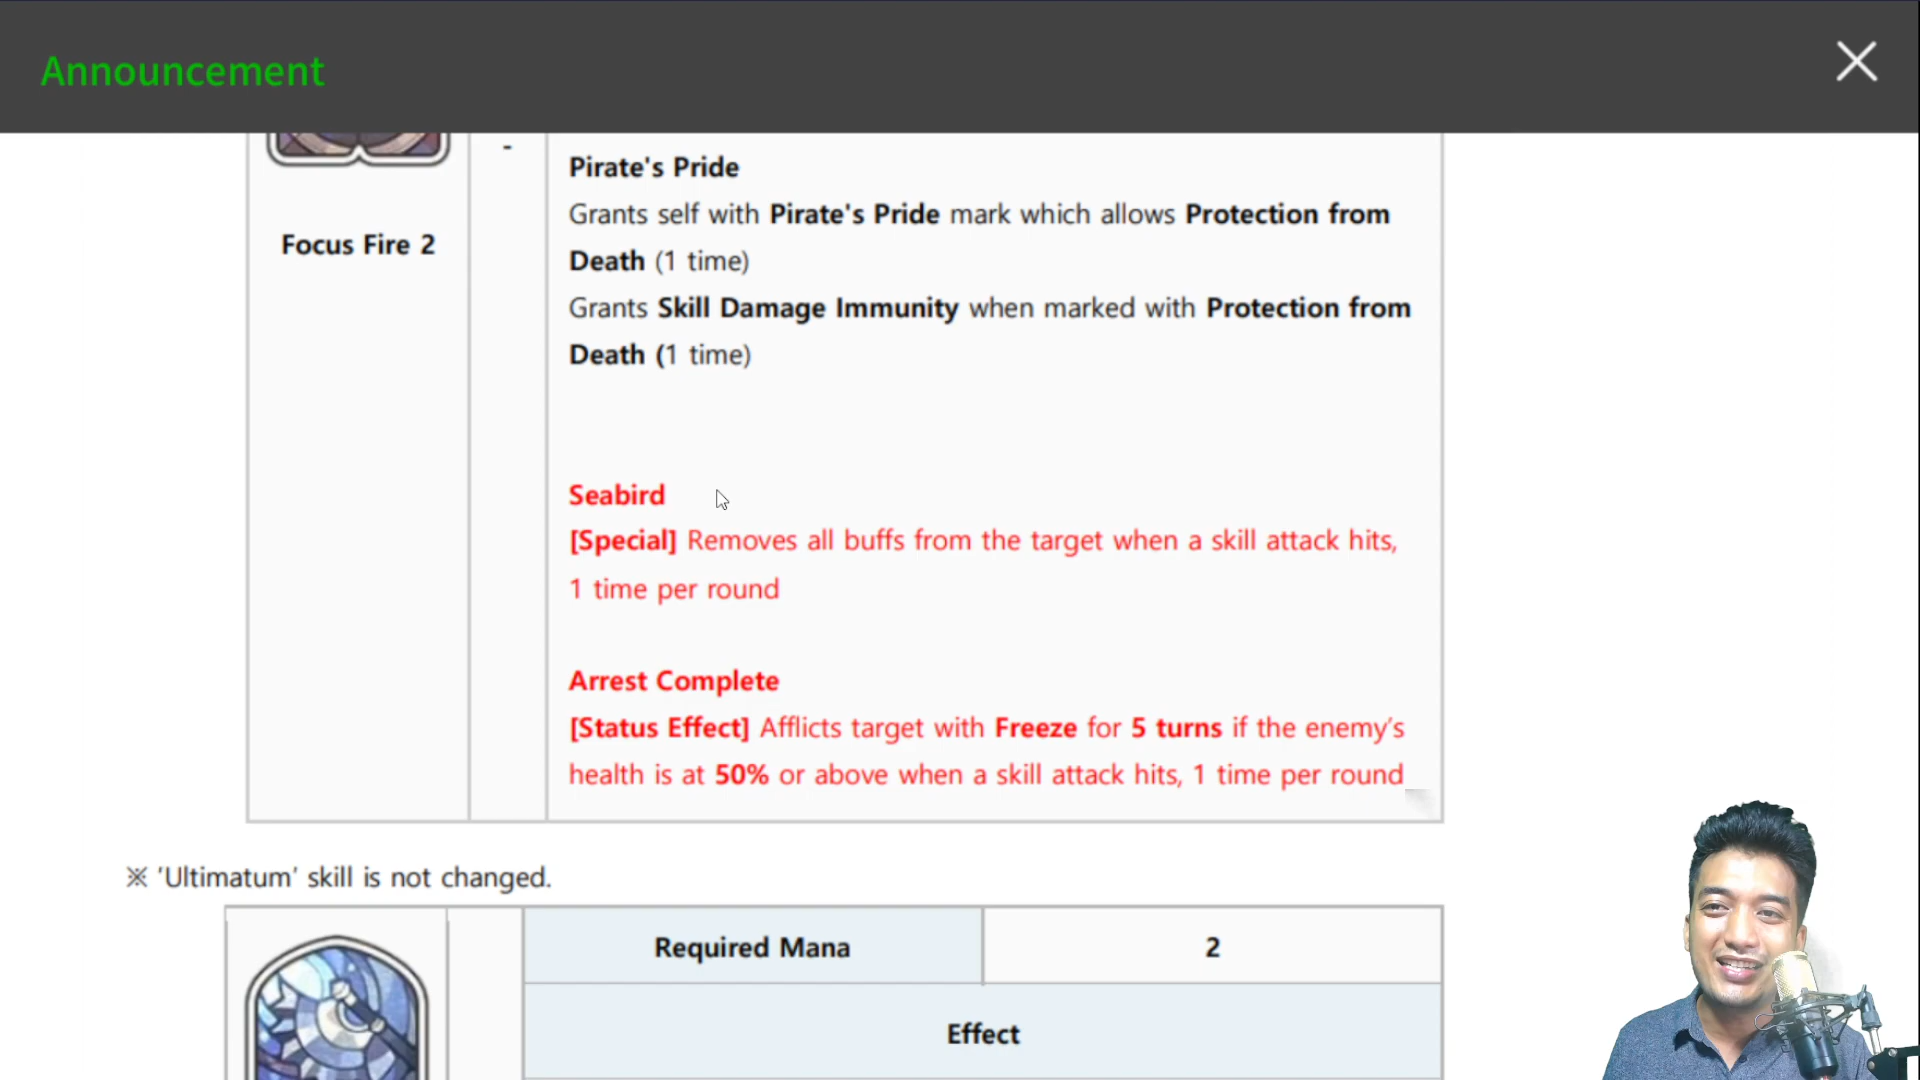 Announcement
-
Focus Fire 2
Pirate's Pride
Grants self with Pirate's Pride mark which allows Protection from
Death (1 time)
Grants Skill Damage Immunity when marked with Protection from
Death (1 time)
Seabird
[Special] Removes all buffs from the target when a skill attack hits,
1 time per round
Arrest Complete
[Status Effect] Afflicts target with Freeze for 5 turns if the enemy’s
health is at 50% or above when a skill attack hits, 1 time per round
※ ‘Ultimatum’ skill is not changed.
Required Mana
2
Effect